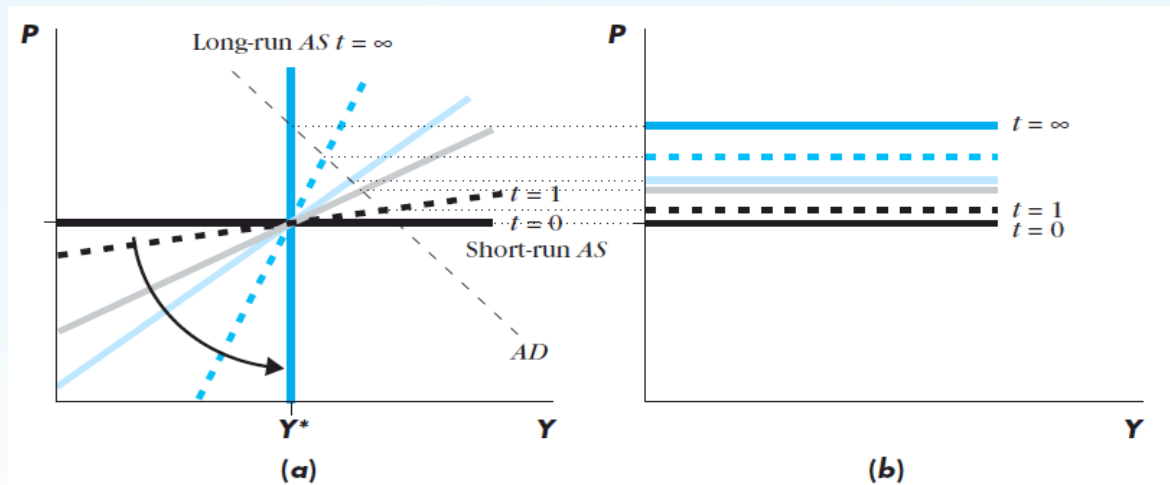 P
Long-run AS t = ∞
t = 1
t = 0
Short-run AS
AD
Y*
Y
(a)
P
t = ∞
t = 1
t = 0
Y
(b)